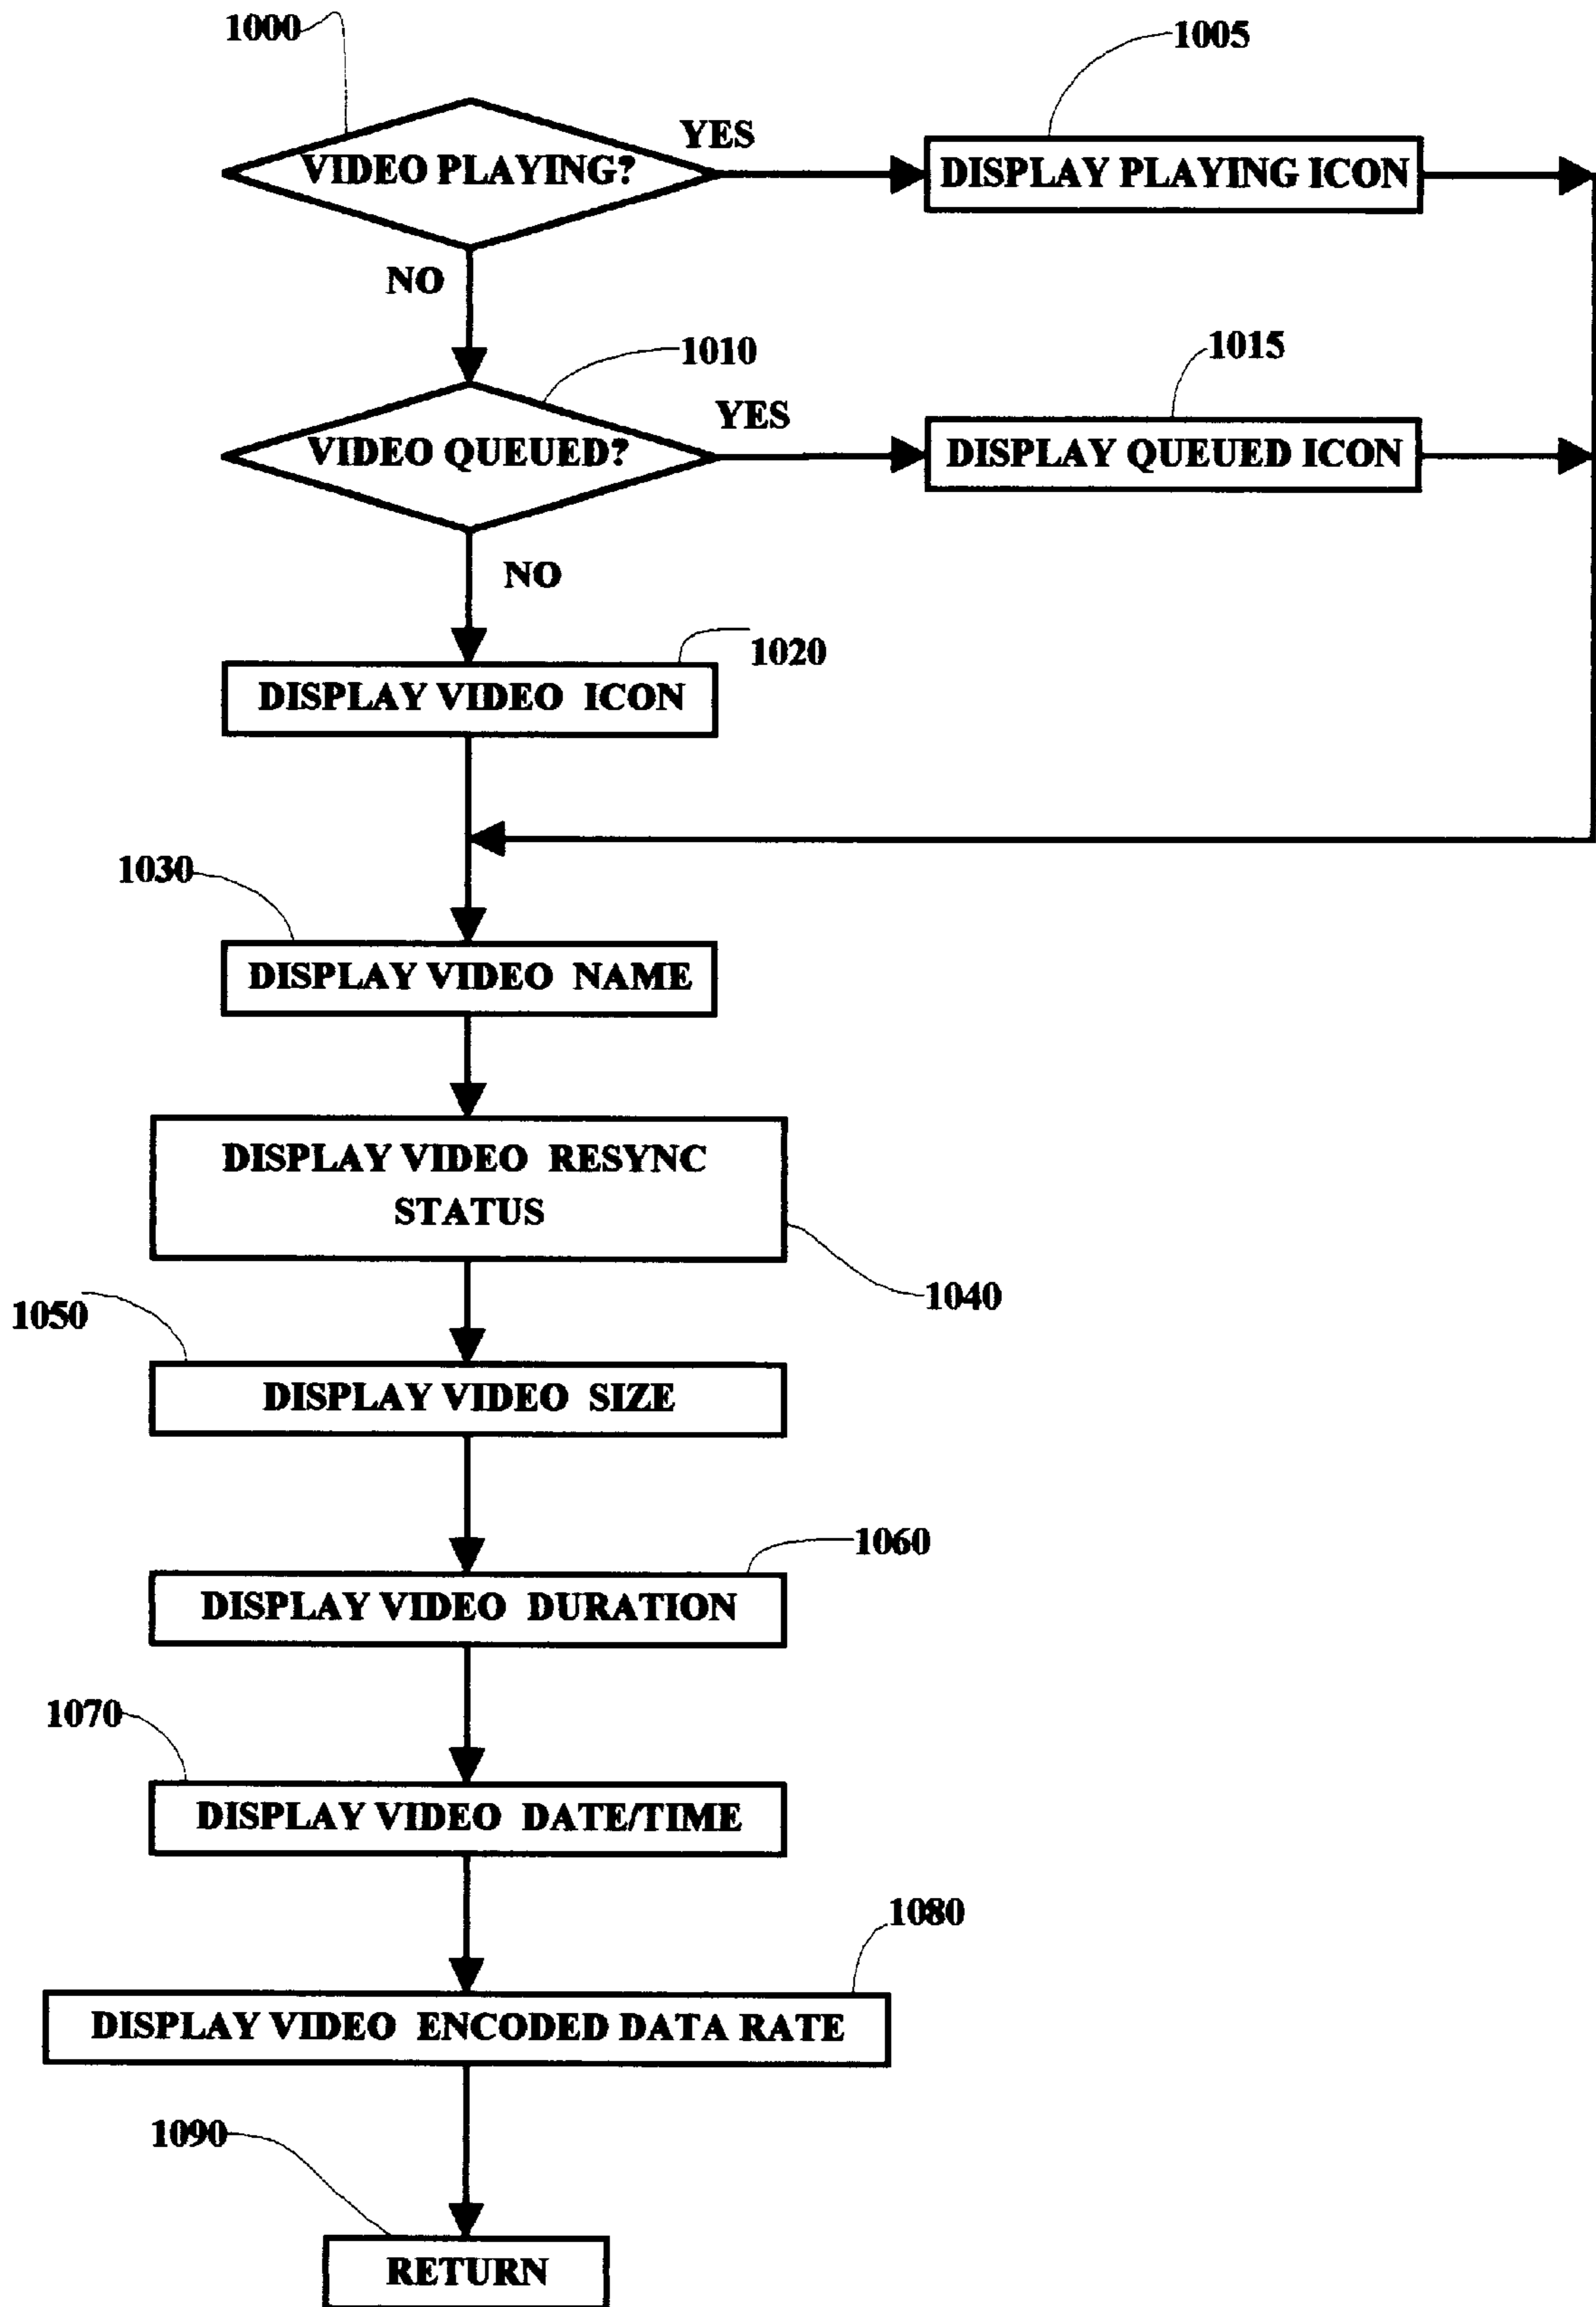 1000
1005
VIDEO PLAYING?
YES
DISPLAY PLAYING ICON
NO
1010
1015
VIDEO QUEUED?
YES
DISPLAY QUEUED ICON
NO
1020
DISPLAY VIDEO ICON
1030
DISPLAY VIDEO NAME
DISPLAY VIDEO RESYNC
STATUS
1040
1050
DISPLAY VIDEO SIZE
1060
DISPLAY VIDEO DURATION
1070
DISPLAY VIDEO DATE/TIME
1080
DISPLAY VIDEO ENCODED DATA RATE
1090
RETURN